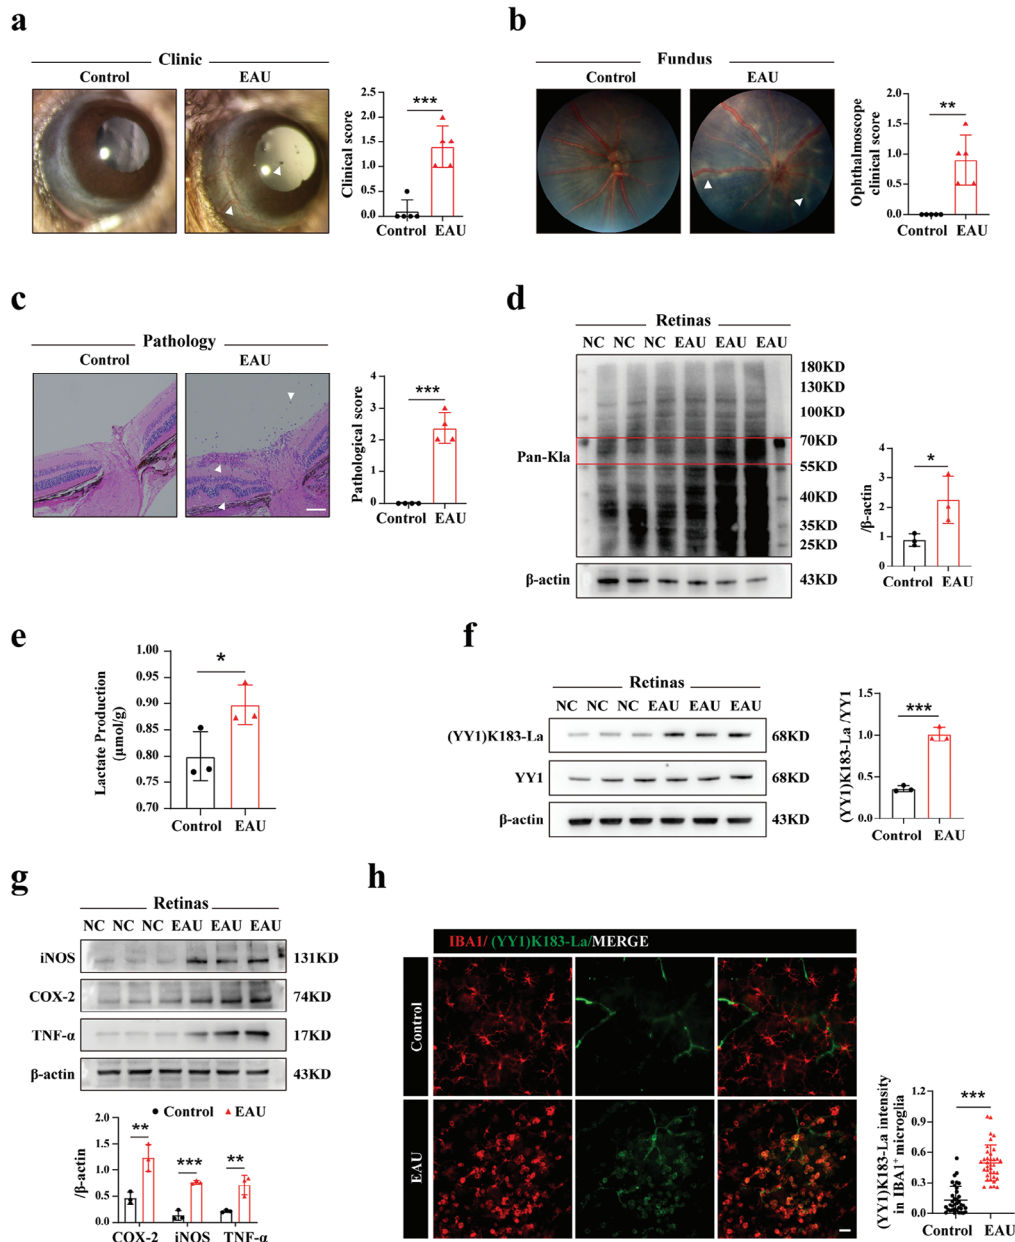 a
Clinic
Control EAU
Clinical score
2.0
1.5
1.0
0.5
0.0
***
Control EAU
b
Fundus
Control EAU
Ophthalmoscope
clinical score
2.0
1.5
1.0
0.5
0.0
**
Control EAU
c
Pathology
Control EAU
Pathological score
4
3
2
1
0
***
Control EAU
d
Retinas
NC NC NC EAU EAU EAU
Pan-Kla
180KD
130KD
100KD
70KD
55KD
40KD
35KD
25KD
β-actin 43KD
/β-actin
4
3
2
1
0
*
Control EAU
e
Lactate Production
(μmol/g)
1.00
0.95
0.90
0.85
0.80
0.75
0.70
*
Control EAU
f
Retinas
NC NC NC EAU EAU EAU
(YY1)K183-La 68KD
YY1 68KD
β-actin 43KD
(YY1)K183-La /YY1
1.5
1.0
0.5
0.0
***
Control EAU
g
Retinas
NC NC NC EAU EAU EAU
iNOS 131KD
COX-2 74KD
TNF-α 17KD
β-actin 43KD
Control EAU
/β-actin
2.0
1.5
1.0
0.5
0.0
** *** **
COX-2 iNOS TNF-α
h
IBA1/ (YY1)K183-La/MERGE
Control
EAU
(YY1)K183-La intensity
in IBA1+ microglia
1.2
0.9
0.6
0.3
0.0
***
Control EAU